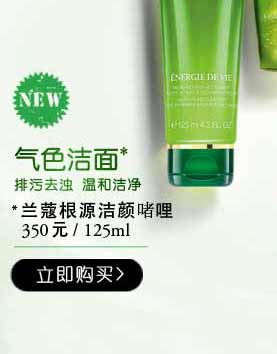 ÉNERGIE DE VIE
℮ 125 ml 4.2 FL.OZ
NEW
气色洁面*
排污去浊 温和洁净
*兰蔻根源洁颜啫哩
350元 / 125ml
立即购买>